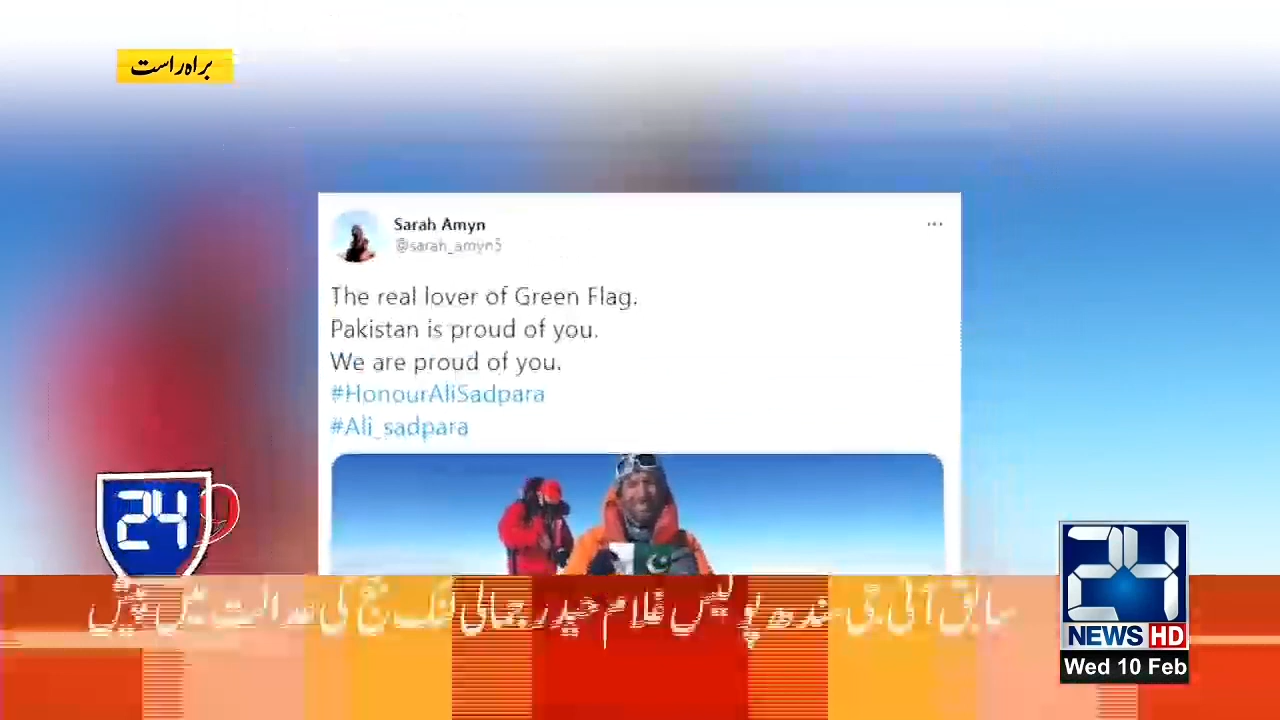 براہ راست
Sarah Amyn
@sarah_amyn5
The real lover of Green Flag.
Pakistan is proud of you.
We are proud of you.
#HonourAliSadpara
#Ali_sadpara
24
سابق آئی جی سندھ پولیس غلام حیدر جمالی لنک جج کی عدالت میں پیش
24
NEWS HD
Wed 10 Feb